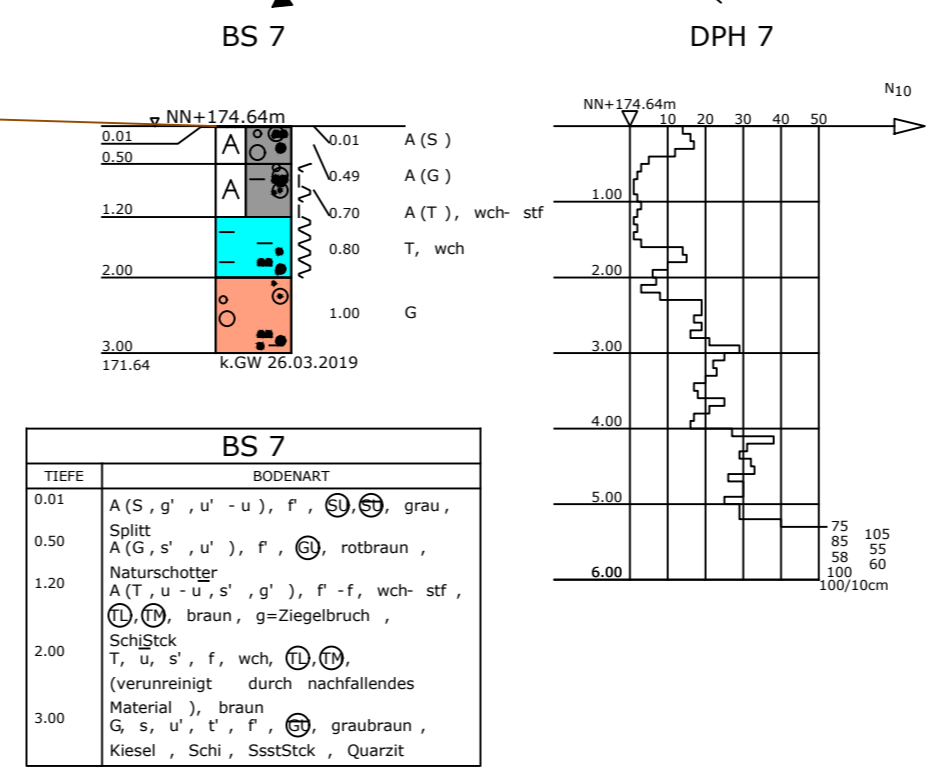 BS 7
DPH 7
N10
NN+174.64m
NN+174.64m
10 20 30 40 50
0.01
A
0.01 A (S )
0.50
0.49 A (G )
A
1.20
0.70 A (T ), wch- stf
0.80 T, wch
2.00
1.00 G
3.00
171.64
k.GW 26.03.2019
1.00
2.00
3.00
4.00
5.00
6.00
75 105
85 55
58 60
100
100/10cm
BS 7
TIEFE BODENART
0.01 A (S , g' , u' - u ), f' , SU, SU̅, grau ,
Splitt
0.50 A (G , s' , u' ), f' , GU, rotbraun ,
Naturschotter
1.20 A (T , u - u̅ , s' , g' ), f' -f, wch- stf ,
TL, TM, braun , g=Ziegelbruch ,
SchiStck
2.00 T, u̅, s' , f , wch, TL, TM,
(verunreinigt durch nachfallendes
Material ), braun
3.00 G, s, u' , t' , f' , GU̅, graubraun ,
Kiesel , Schi , SsstStck , Quarzit